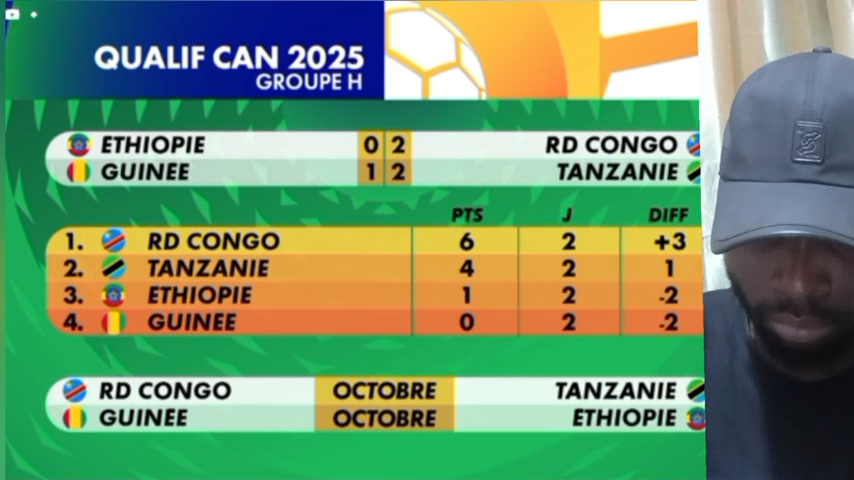 QUALIF CAN 2025
GROUPE H
ETHIOPIE 0 2 RD CONGO
GUINEE 1 2 TANZANIE
PTS J DIFF
1. RD CONGO 6 2 +3
2. TANZANIE 4 2 1
3. ETHIOPIE 1 2 -2
4. GUINEE 0 2 -2
RD CONGO OCTOBRE TANZANIE
GUINEE OCTOBRE ETHIOPIE